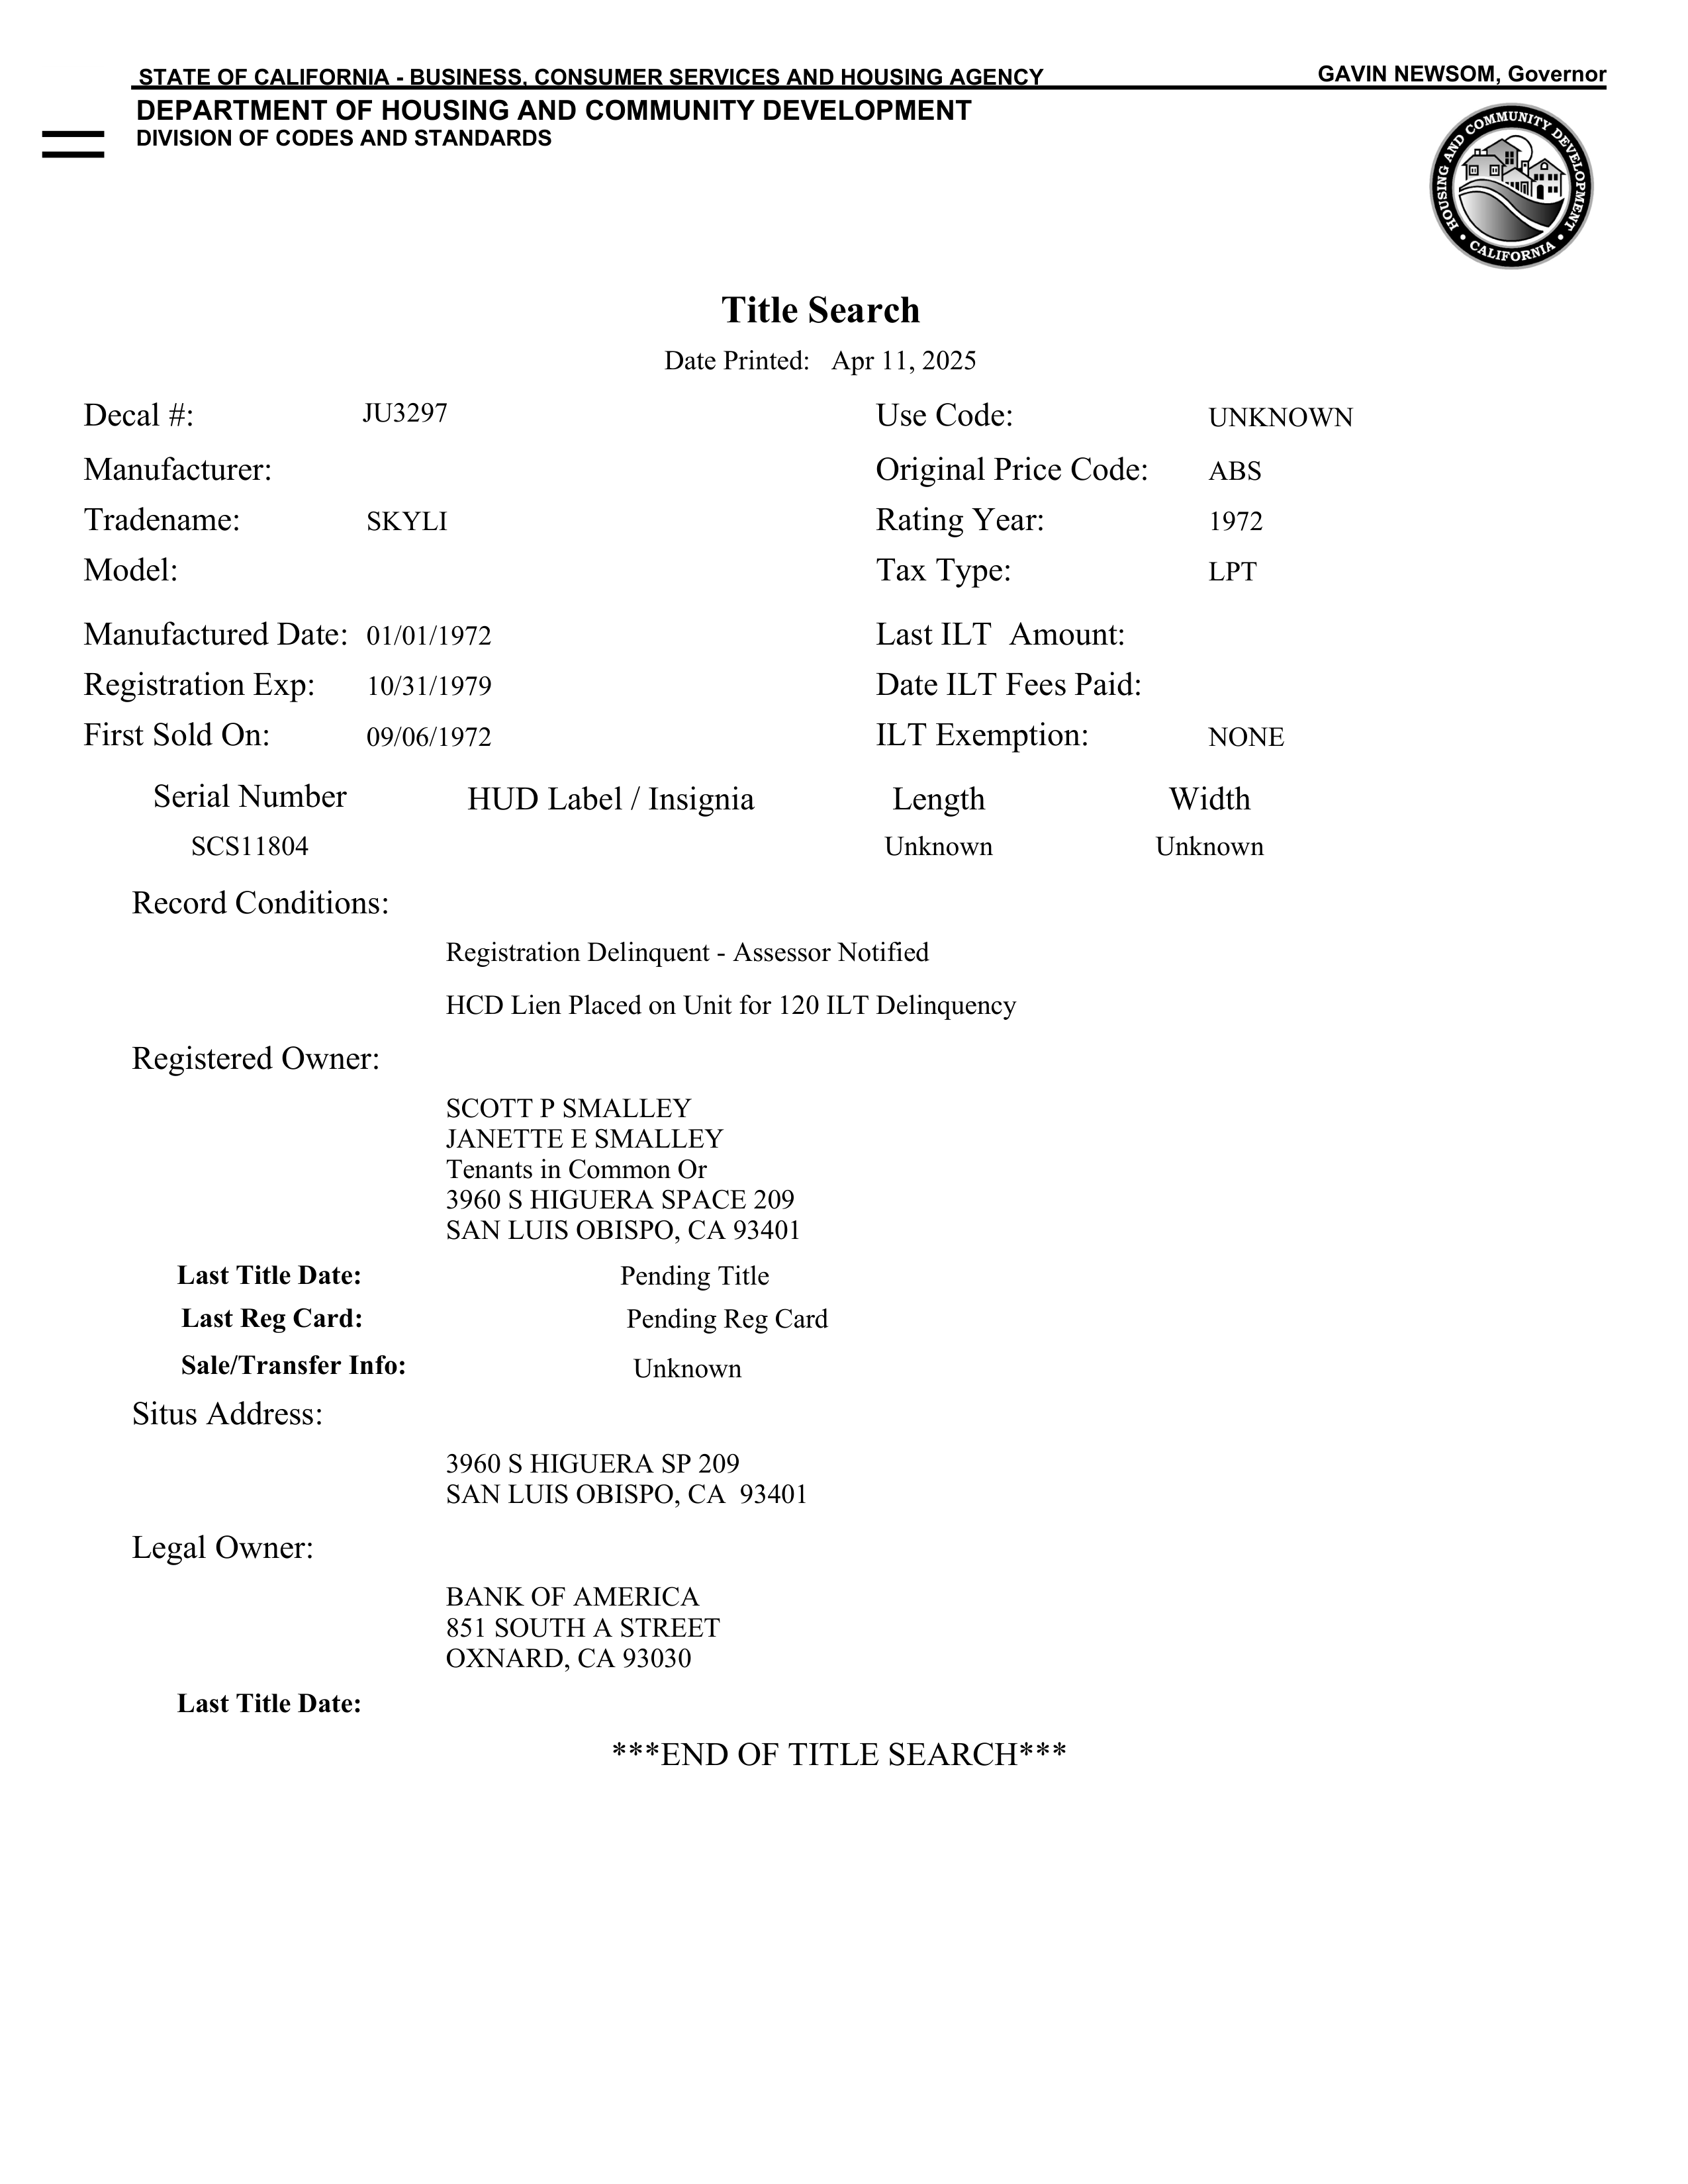 STATE OF CALIFORNIA - BUSINESS, CONSUMER SERVICES AND HOUSING AGENCY GAVIN NEWSOM, Governor
DEPARTMENT OF HOUSING AND COMMUNITY DEVELOPMENT
DIVISION OF CODES AND STANDARDS
HOUSING AND COMMUNITY DEVELOPMENT • CALIFORNIA •
Title Search
Date Printed: Apr 11, 2025
Decal #: JU3297 Use Code: UNKNOWN
Manufacturer: Original Price Code: ABS
Tradename: SKYLI Rating Year: 1972
Model: Tax Type: LPT
Manufactured Date: 01/01/1972 Last ILT Amount:
Registration Exp: 10/31/1979 Date ILT Fees Paid:
First Sold On: 09/06/1972 ILT Exemption: NONE
Serial Number HUD Label / Insignia Length Width
SCS11804 Unknown Unknown
Record Conditions:
Registration Delinquent - Assessor Notified
HCD Lien Placed on Unit for 120 ILT Delinquency
Registered Owner:
SCOTT P SMALLEY
JANETTE E SMALLEY
Tenants in Common Or
3960 S HIGUERA SPACE 209
SAN LUIS OBISPO, CA 93401
Last Title Date: Pending Title
Last Reg Card: Pending Reg Card
Sale/Transfer Info: Unknown
Situs Address:
3960 S HIGUERA SP 209
SAN LUIS OBISPO, CA 93401
Legal Owner:
BANK OF AMERICA
851 SOUTH A STREET
OXNARD, CA 93030
Last Title Date:
***END OF TITLE SEARCH***